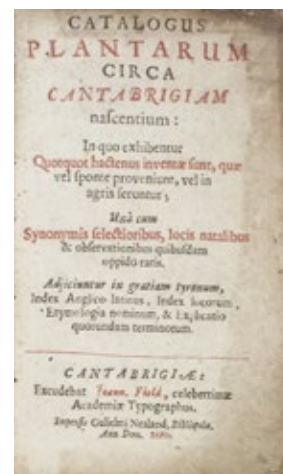 CATALOGUS
PLANTARUM
CIRCA
CANTABRIGIAM
nascentium:
In quo exhibentur
Quotquot hactenus inventæ sunt, quæ
vel sponte proveniunt, vel in
agris seruntur;
Unà cum
Synonymis selectioribus, locis natalibus
& observationibus quibusdam
oppido raris.
Adjiciuntur in gratiam tyronum,
Index Anglico-latinus, Index locorum,
Etymologia nominum, & Explicatio
quorundam terminorum.
CANTABRIGIÆ:
Excudebat Joann. Field, celeberrimæ
Academiæ Typographus.
Impensis Gulielmi Nealand, Bibliopolæ,
Ann. Dom. 1660.